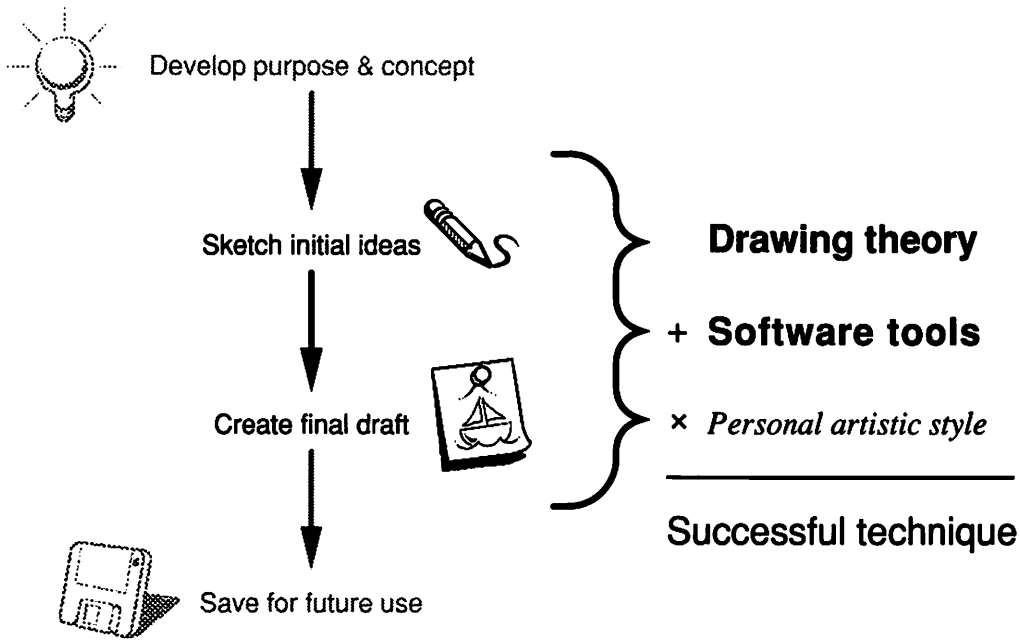 Develop purpose & concept
Sketch initial ideas
Create final draft
Save for future use
Drawing theory
+ Software tools
× Personal artistic style
Successful technique